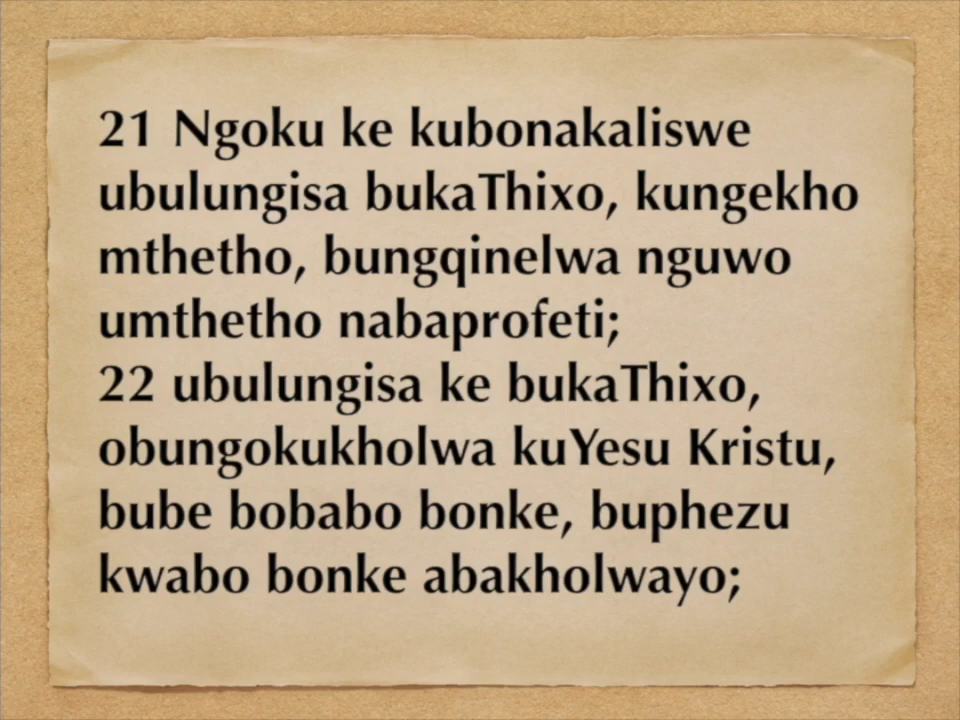 21 Ngoku ke kubonakaliswe
ubulungisa bukaThixo, kungekho
mthetho, bungqinelwa nguwo
umthetho nabaprofeti;
22 ubulungisa ke bukaThixo,
obungokukholwa kuYesu Kristu,
bube bobabo bonke, buphezu
kwabo bonke abakholwayo;